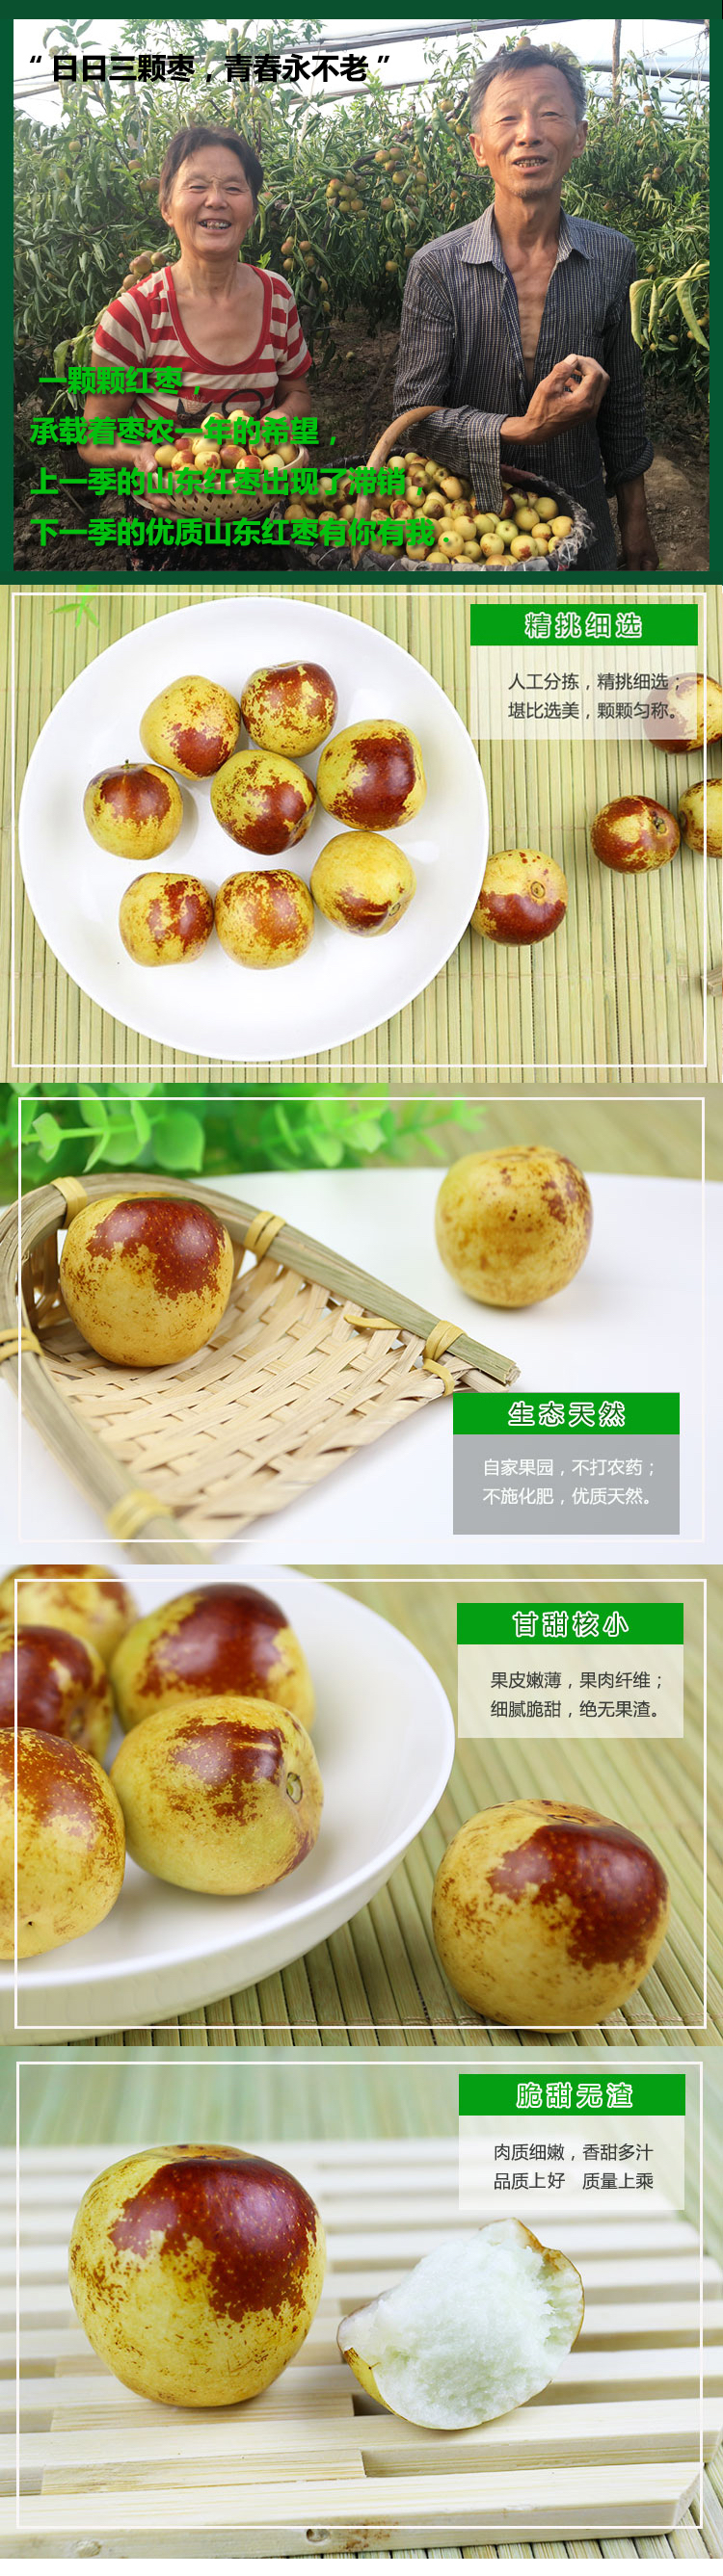 “日日三颗枣，青春永不老”
一颗颗红枣，
承载着枣农一年的希望，
上一季的山东红枣出现了滞销，
下一季的优质山东红枣有你有我.
精挑细选
人工分拣，精挑细选；
堪比选美，颗颗匀称。
生态天然
自家果园，不打农药；
不施化肥，优质天然。
甘甜核小
果皮嫩薄，果肉纤维；
细腻脆甜，绝无果渣。
脆甜无渣
肉质细嫩，香甜多汁
品质上好 质量上乘